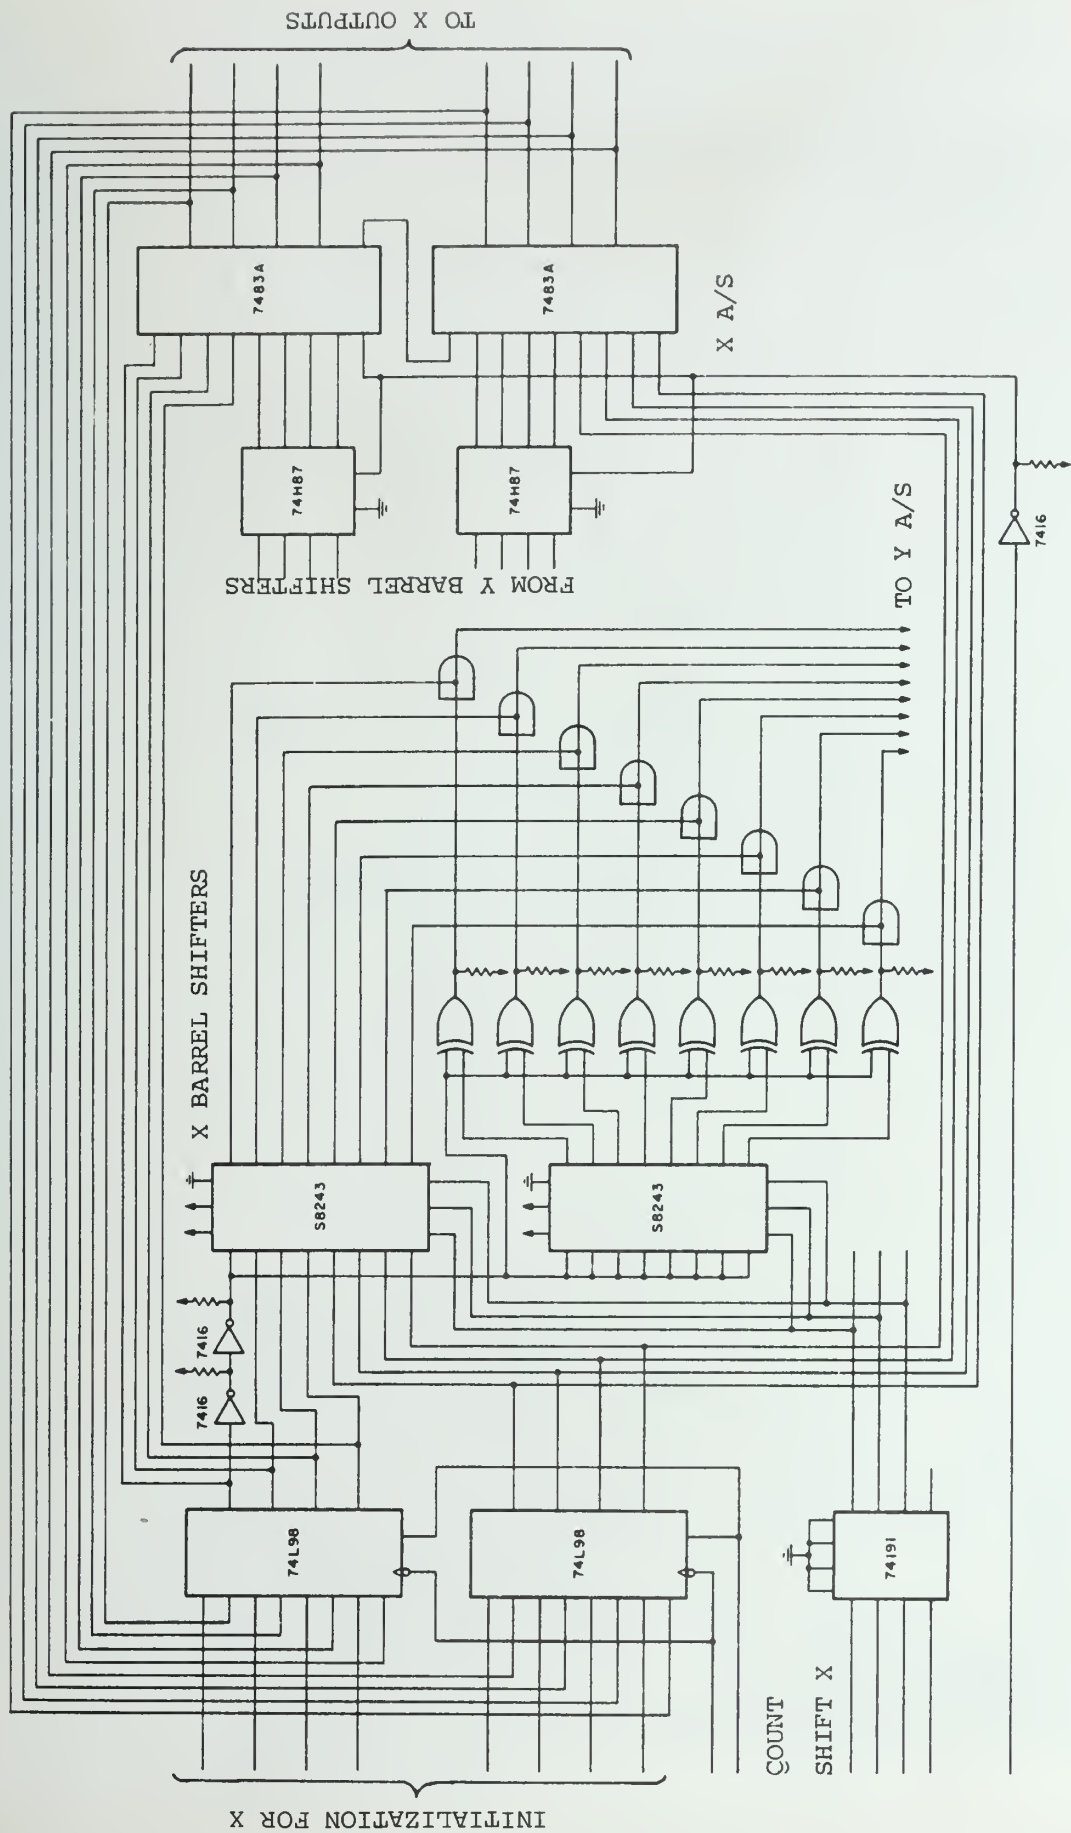 TO X OUTPUTS
7483A
7483A
X A/S
74H87
74H87
FROM Y BARREL SHIFTERS
TO Y A/S
7416
X BARREL SHIFTERS
S8243
S8243
7416
7416
74L98
74L98
74191
COUNT
SHIFT X
INITIALIZATION FOR X